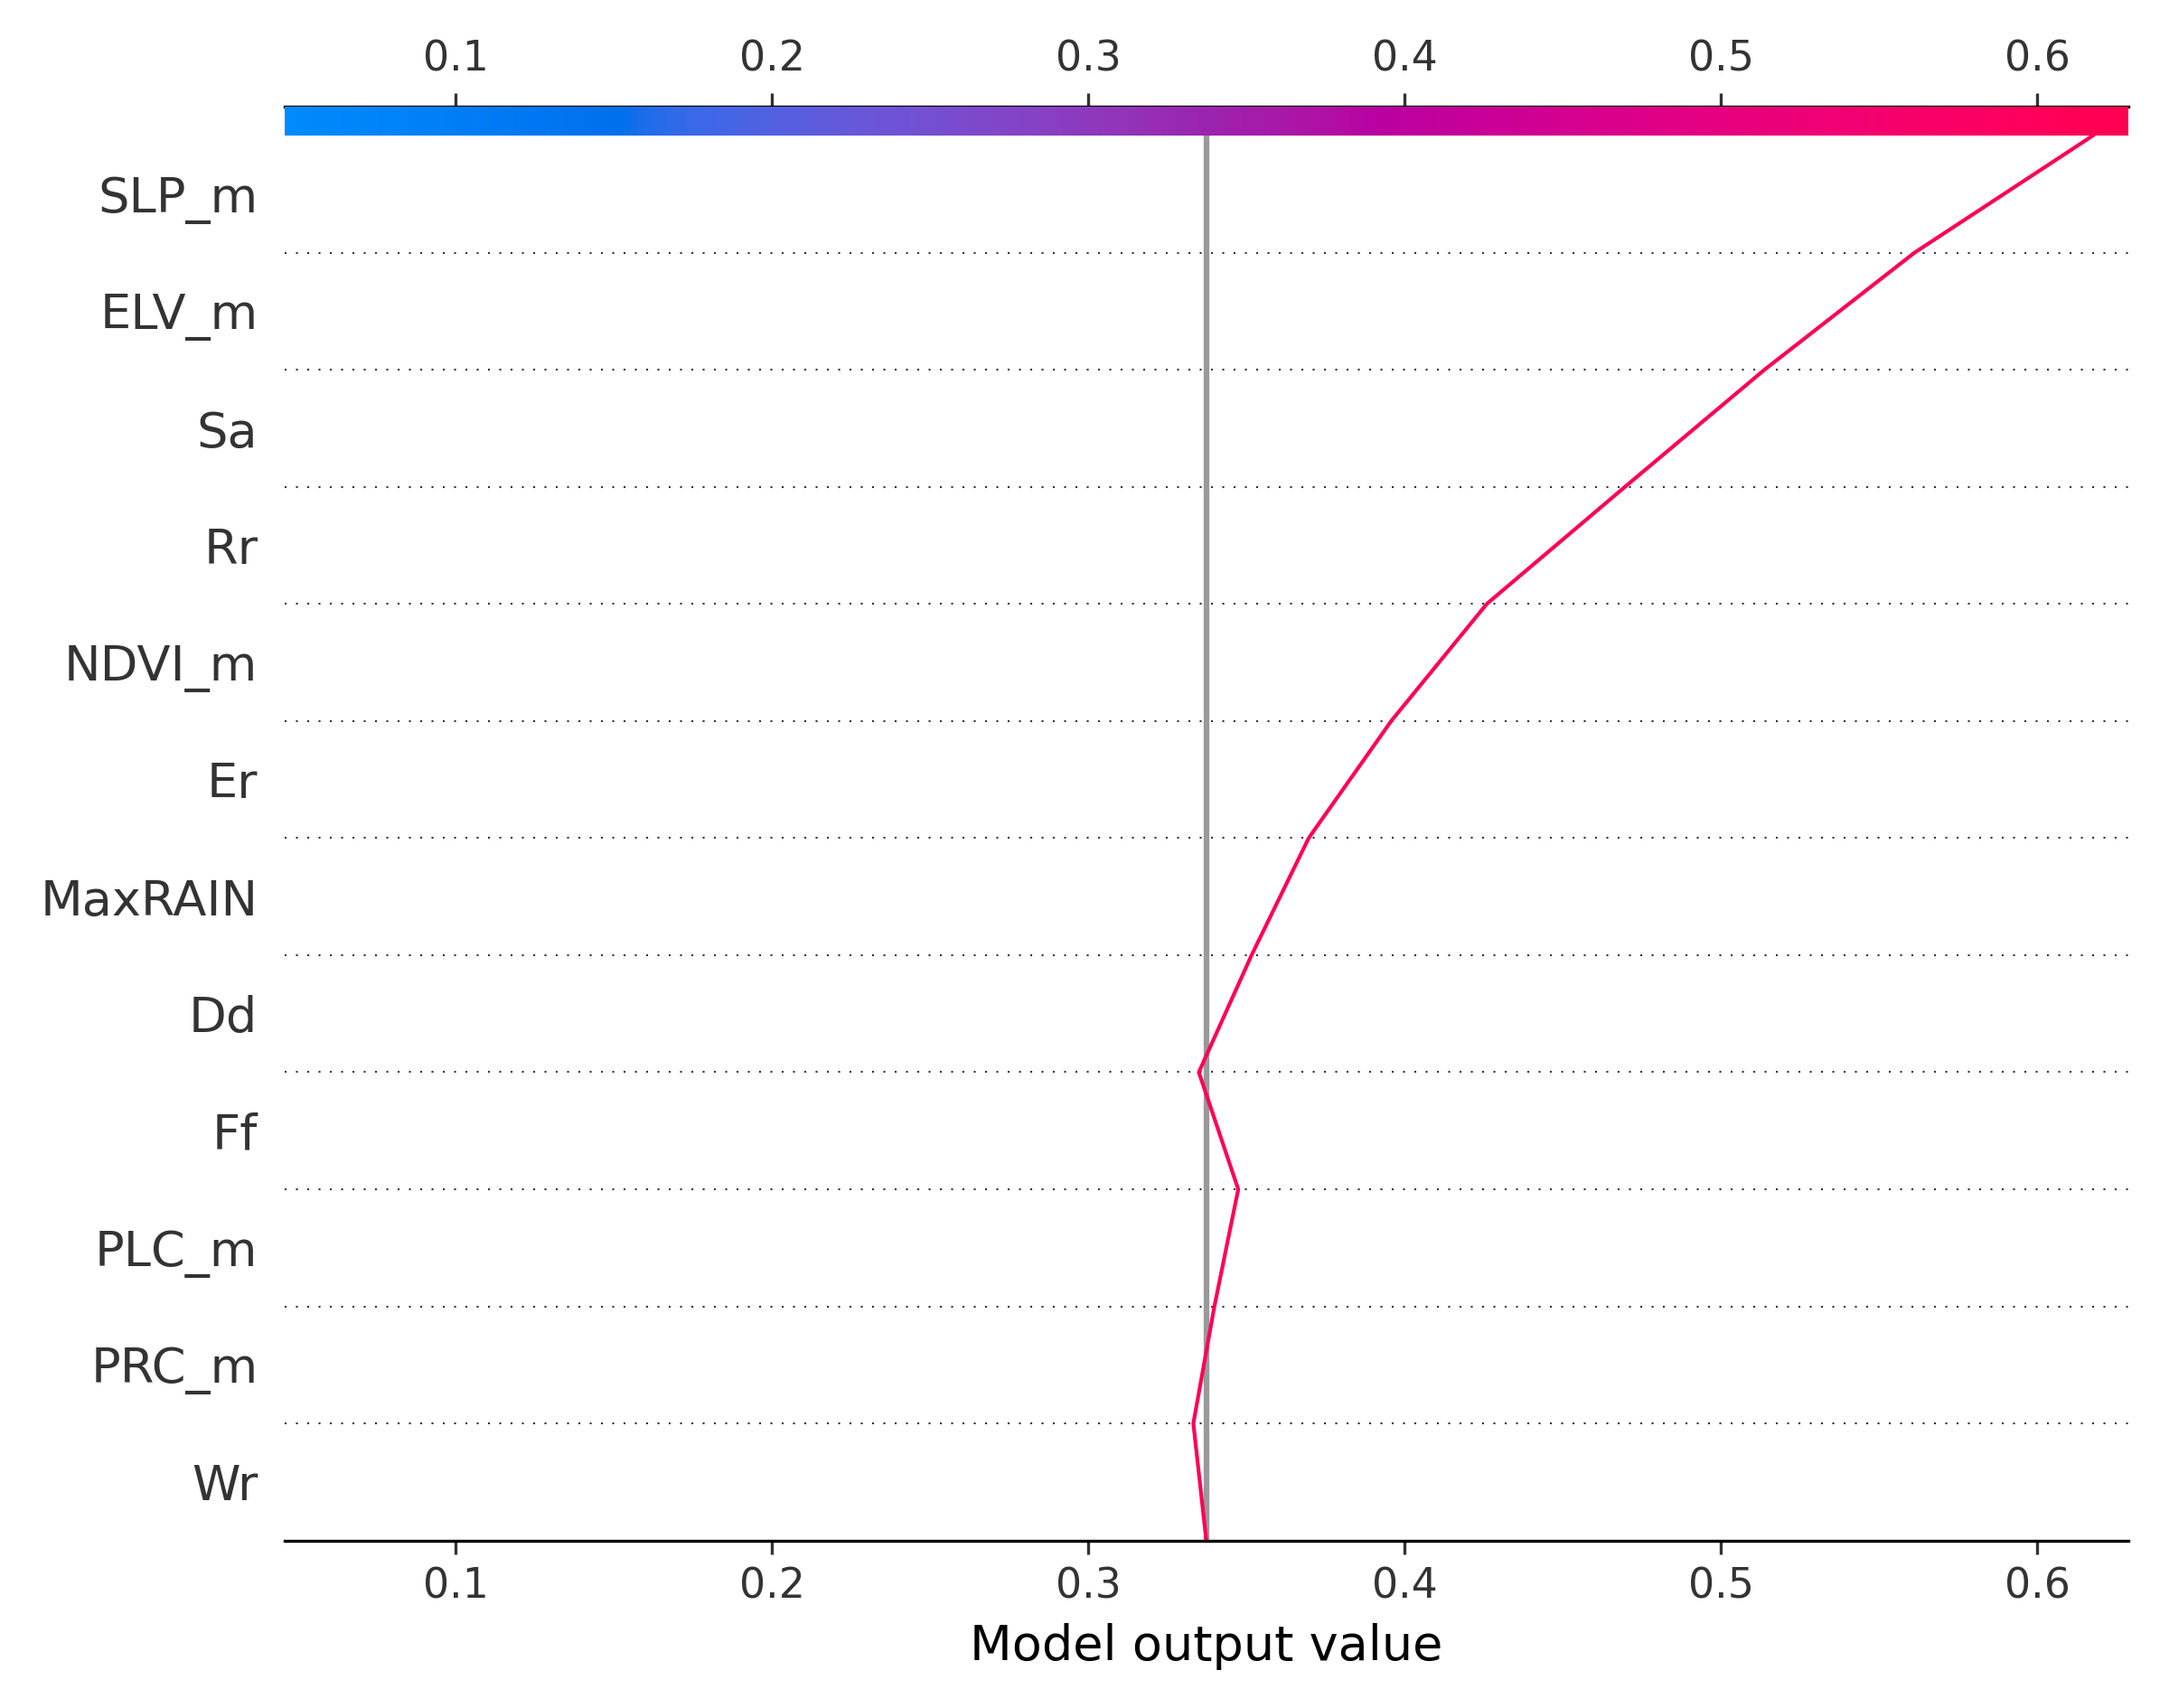 0.1 0.2 0.3 0.4 0.5 0.6
SLP_m
ELV_m
Sa
Rr
NDVI_m
Er
MaxRAIN
Dd
Ff
PLC_m
PRC_m
Wr
0.1 0.2 0.3 0.4 0.5 0.6
Model output value